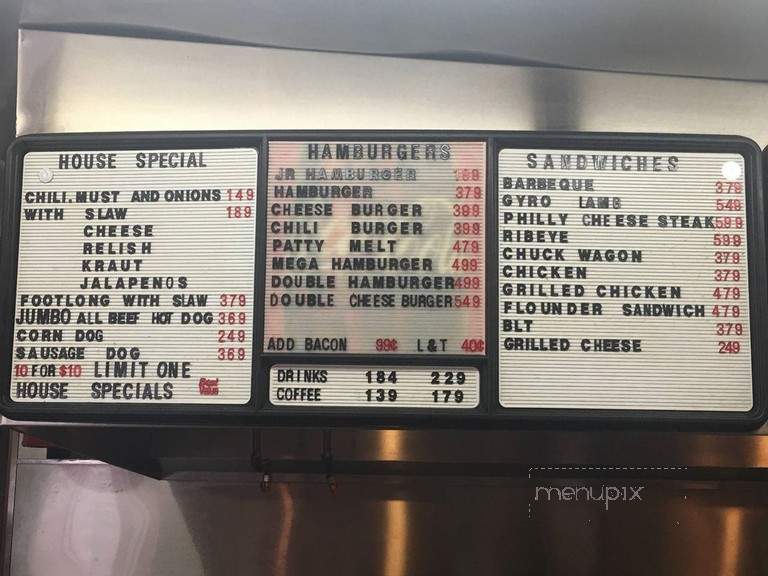 HOUSE SPECIAL
CHILI. MUST AND ONIONS 149
WITH SLAW 189
CHEESE
RELISH
KRAUT
JALAPENOS
FOOTLONG WITH SLAW 379
JUMBO ALL BEEF HOT DOG 369
CORN DOG 249
SAUSAGE DOG 369
10 FOR $10 LIMIT ONE
HOUSE SPECIALS
HAMBURGERS
JR HAMBURGER
HAMBURGER 379
CHEESE BURGER 399
CHILI BURGER 399
PATTY MELT 479
MEGA HAMBURGER 499
DOUBLE HAMBURGER 499
DOUBLE CHEESE BURGER 549
ADD BACON 99¢ L&T 40¢
DRINKS 184 229
COFFEE 139 179
SANDWICHES
BARBEQUE 379
GYRO LAMB 549
PHILLY CHEESE STEAK 599
RIBEYE 599
CHUCK WAGON 379
CHICKEN 379
GRILLED CHICKEN 479
FLOUNDER SANDWICH 479
BLT 379
GRILLED CHEESE 249
menupix